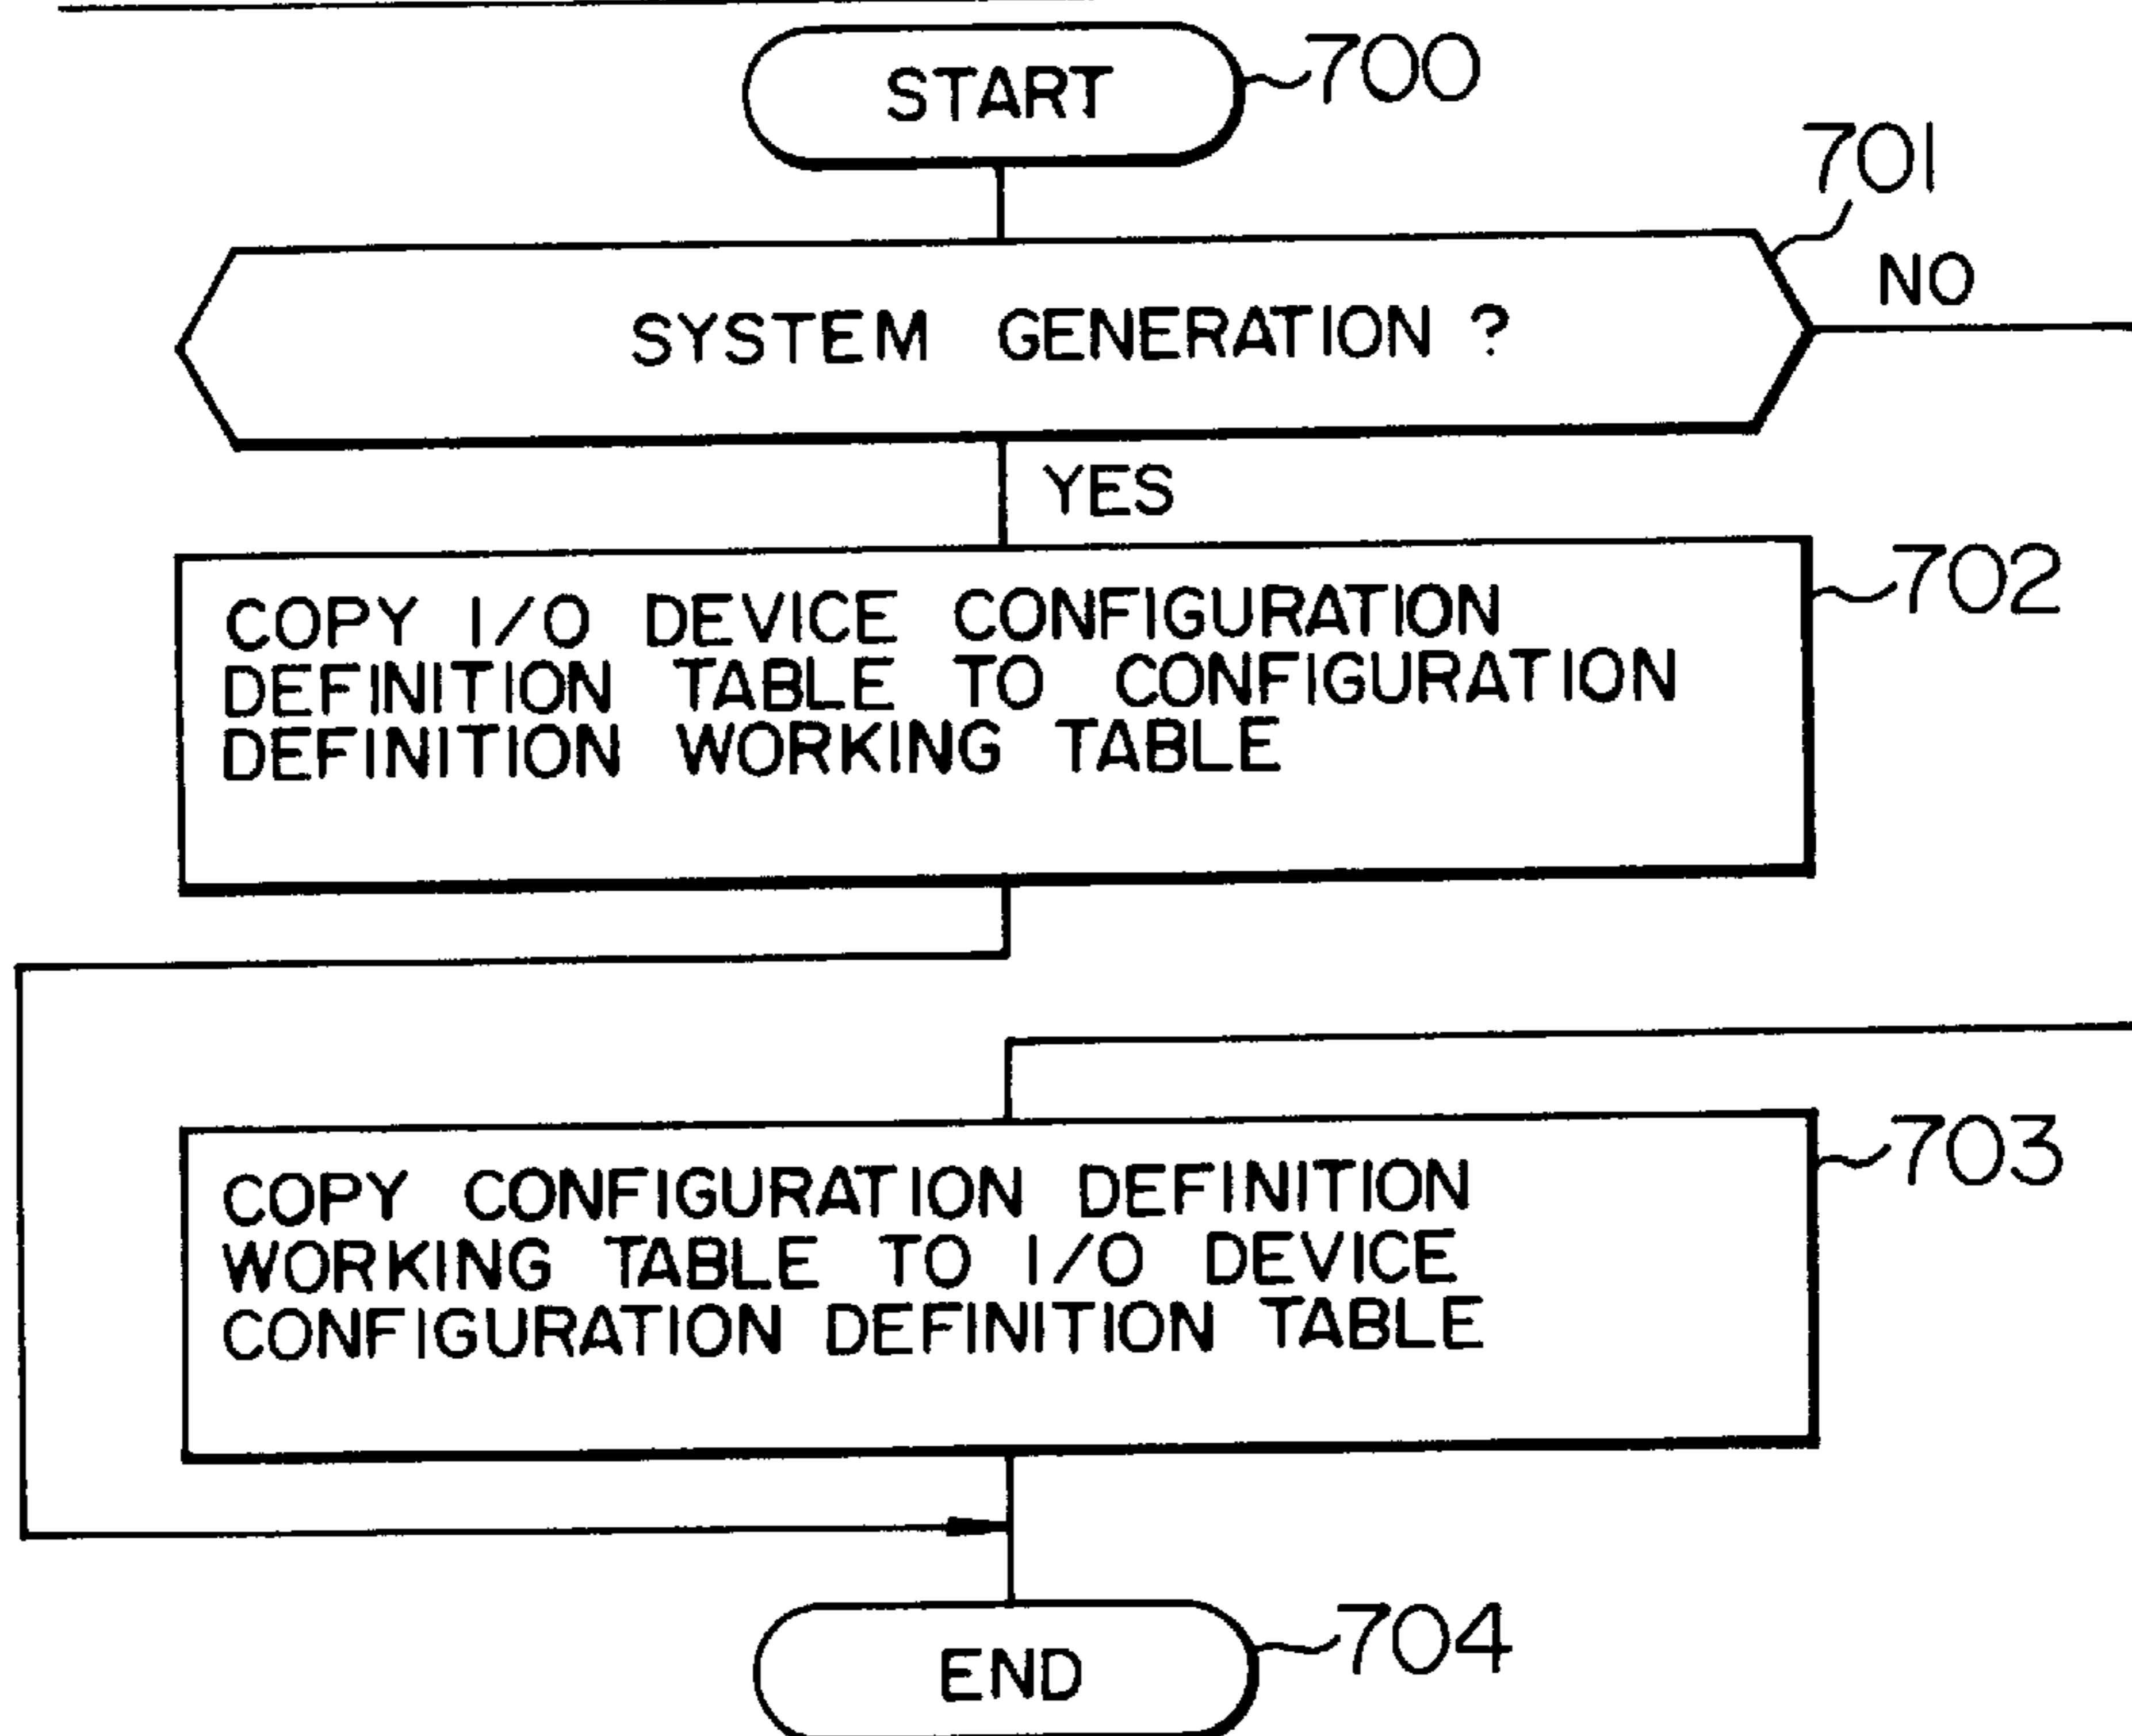 START
700
701
NO
SYSTEM GENERATION ?
YES
702
COPY I/O DEVICE CONFIGURATION
DEFINITION TABLE TO CONFIGURATION
DEFINITION WORKING TABLE
703
COPY CONFIGURATION DEFINITION
WORKING TABLE TO I/O DEVICE
CONFIGURATION DEFINITION TABLE
END
704